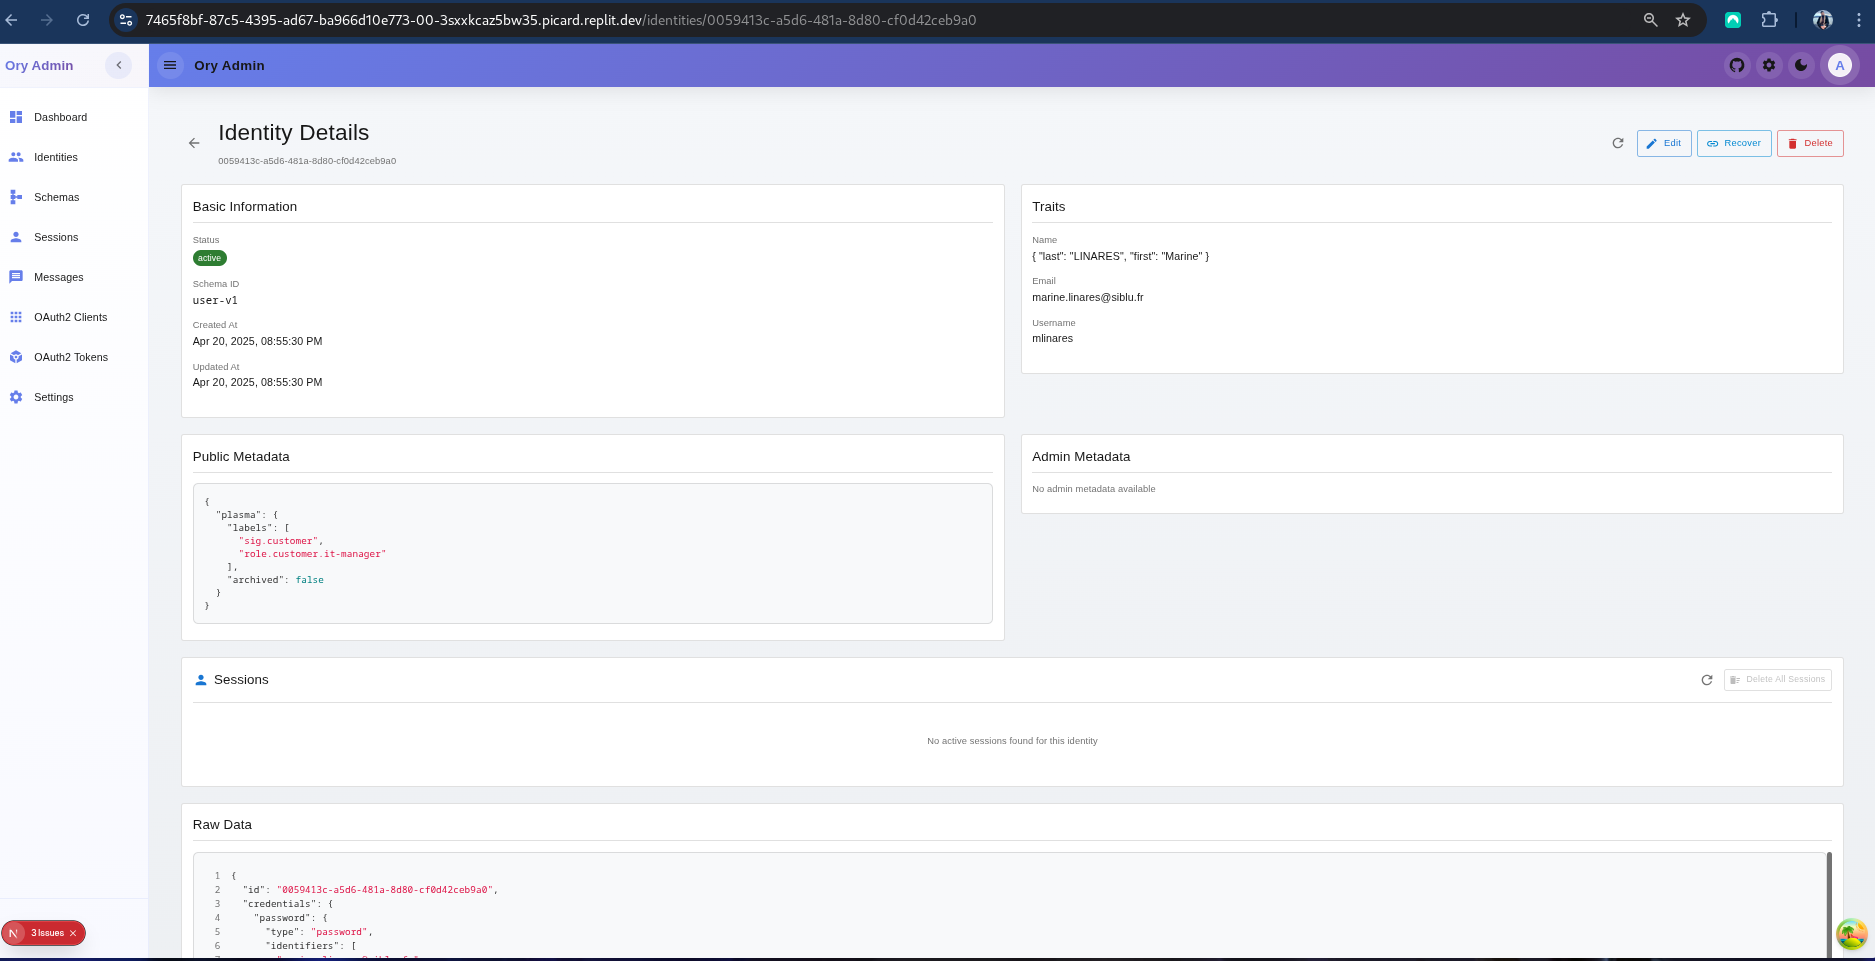 7465f8bf-87c5-4395-ad67-ba966d10e773-00-3sxxkcaz5bw35.picard.replit.dev/identities/0059413c-a5d6-481a-8d80-cf0d42ceb9a0
Ory Admin
Ory Admin
A
Dashboard
Identities
Schemas
Sessions
Messages
OAuth2 Clients
OAuth2 Tokens
Settings
N 3 Issues
Identity Details
0059413c-a5d6-481a-8d80-cf0d42ceb9a0
Edit
Recover
Delete
Basic Information
Status
active
Schema ID
user-v1
Created At
Apr 20, 2025, 08:55:30 PM
Updated At
Apr 20, 2025, 08:55:30 PM
Traits
Name
{ "last": "LINARES", "first": "Marine" }
Email
marine.linares@siblu.fr
Username
mlinares
Public Metadata
{
"plasma": {
"labels": [
"sig.customer",
"role.customer.it-manager"
],
"archived": false
}
}
Admin Metadata
No admin metadata available
Sessions
Delete All Sessions
No active sessions found for this identity
Raw Data
1 {
2 "id": "0059413c-a5d6-481a-8d80-cf0d42ceb9a0",
3 "credentials": {
4 "password": {
5 "type": "password",
6 "identifiers": [